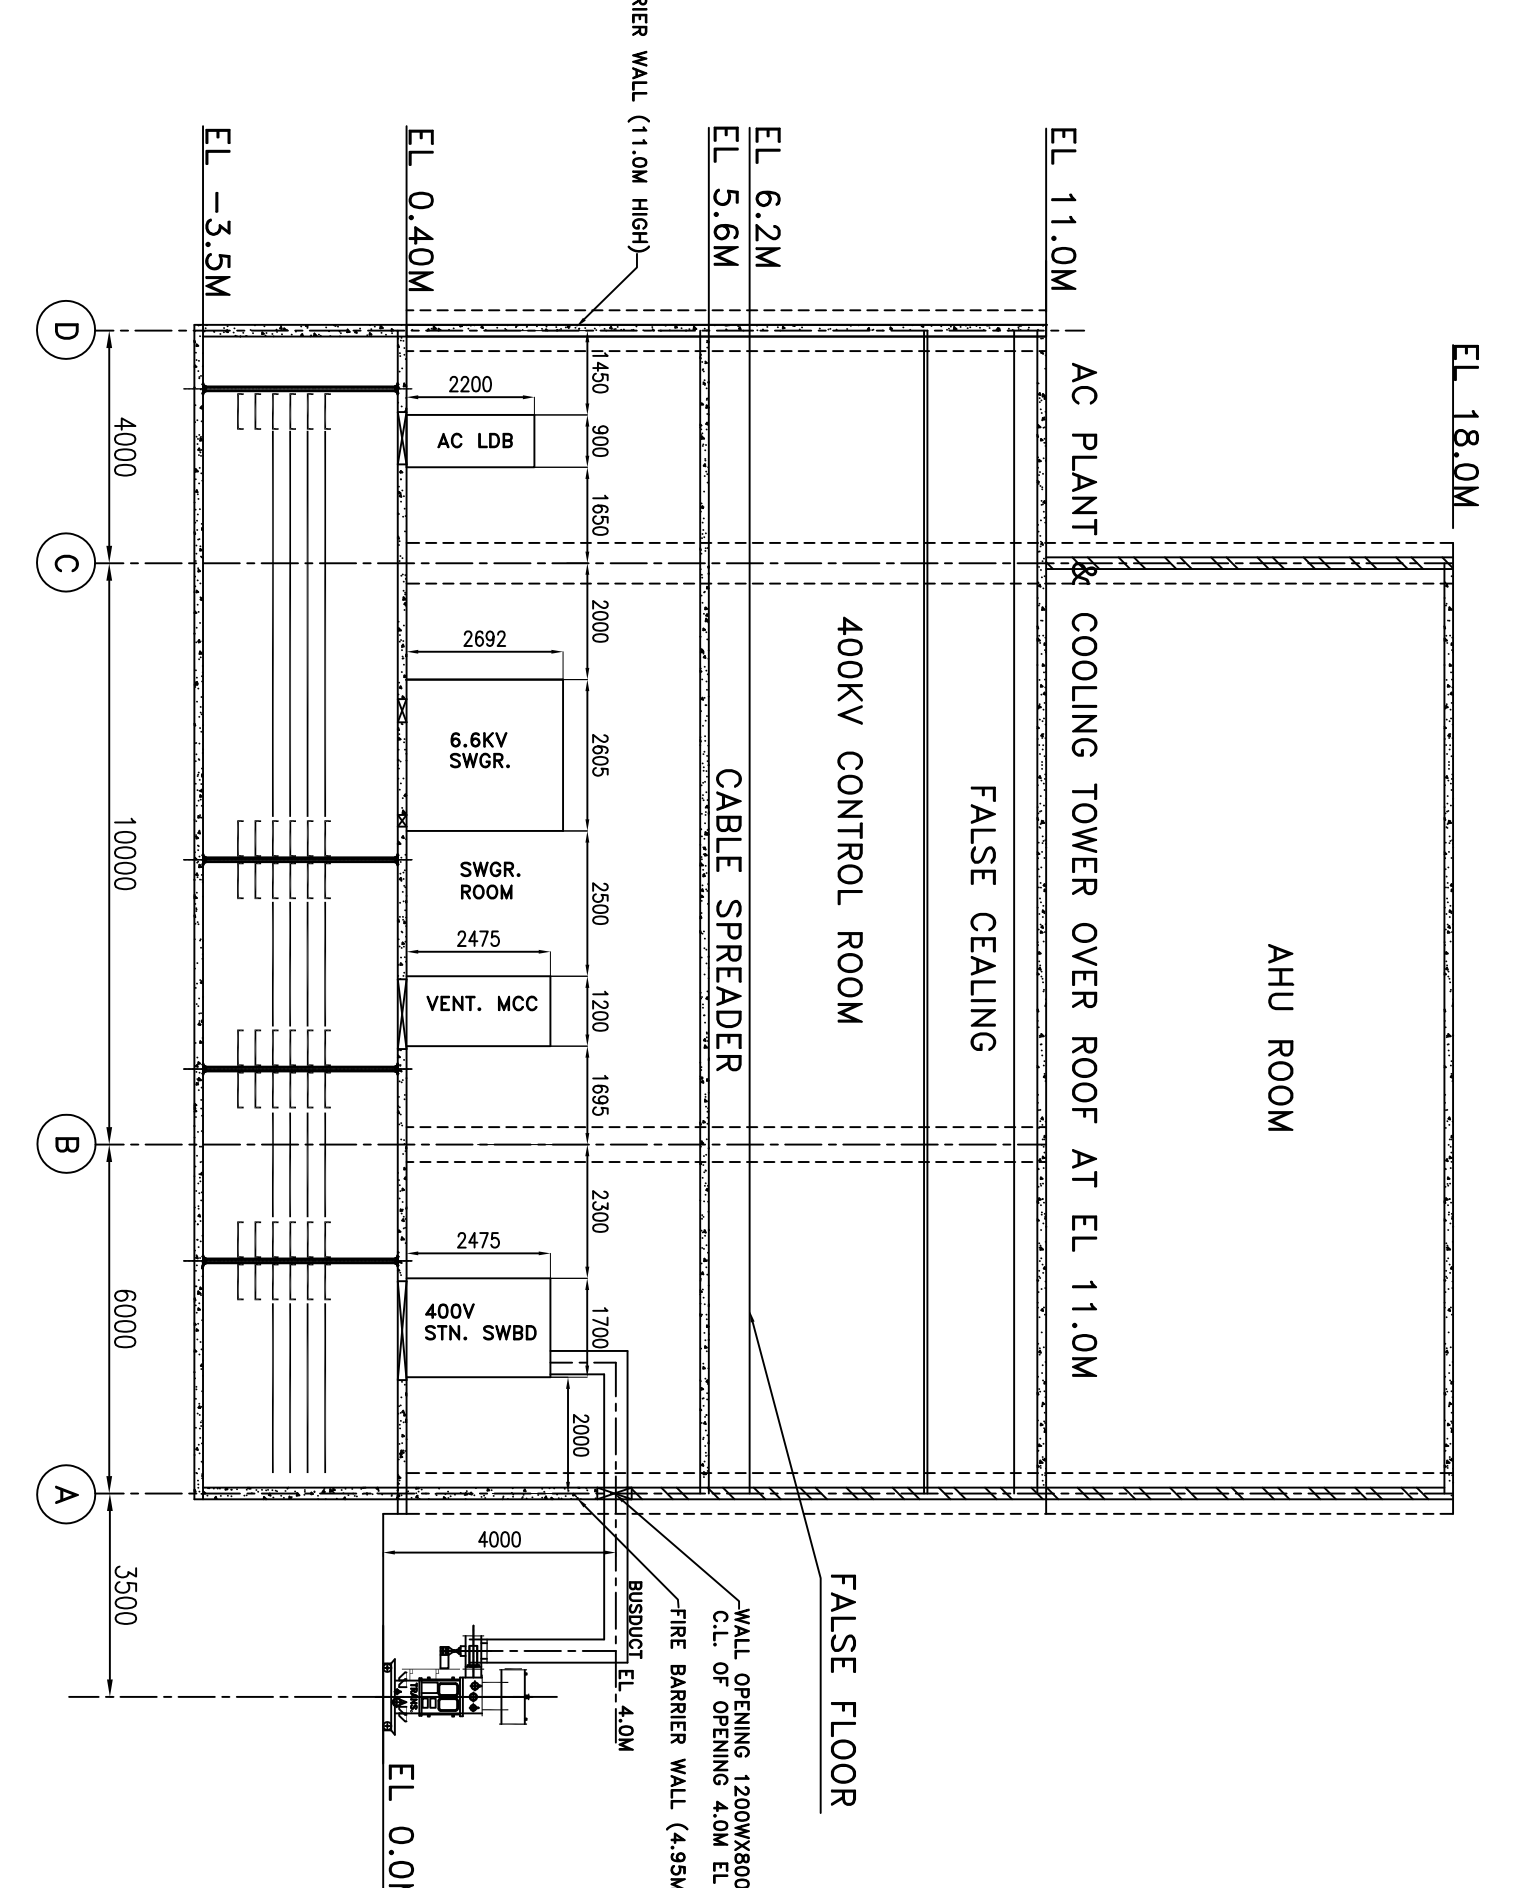 EL 18.0M
AHU ROOM
EL 11.0M
AC PLANT & COOLING TOWER OVER ROOF AT EL 11.0M
FALSE CEALING
400KV CONTROL ROOM
FALSE FLOOR
EL 6.2M
EL 5.6M
CABLE SPREADER
WALL OPENING 1200WX800
C.L. OF OPENING 4.0M EL
FIRE BARRIER WALL (4.95M
WALL (11.0M HIGH)
BUSDUCT
EL 4.0M
1450
900
1650
2000
2605
2500
1200
1695
2300
1700
2000
2200
AC LDB
2692
6.6KV
SWGR.
SWGR.
ROOM
2475
VENT. MCC
2475
400V
STN. SWBD
4000
TRANS.
EL 0.40M
EL -3.5M
4000
10000
6000
3500
D
C
B
A